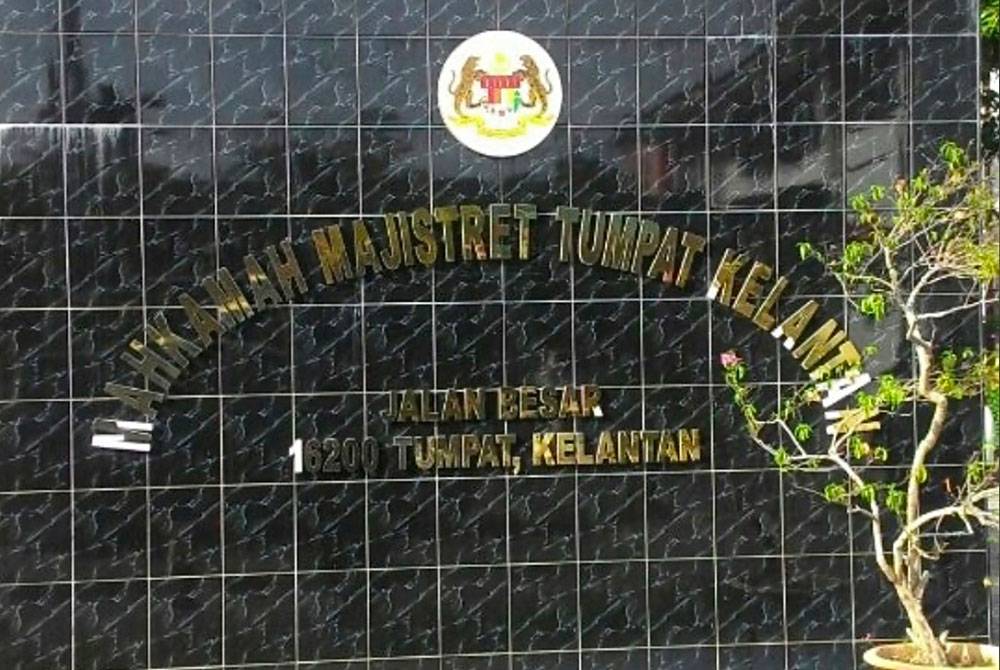 MAHKAMAH MAJISTRET TUMPAT KELANTAN
JALAN BESAR
16200 TUMPAT, KELANTAN